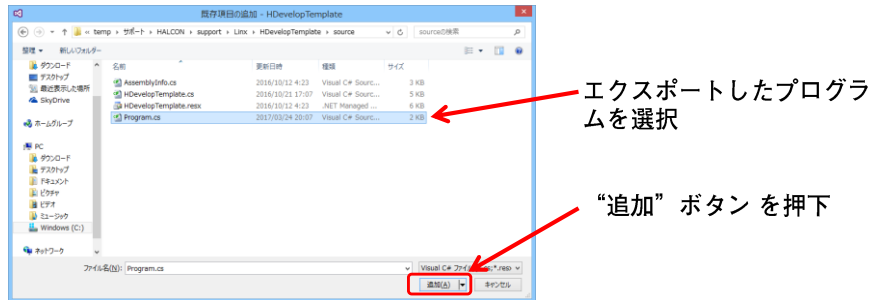 既存項目の追加 - HDevelopTemplate
« temp › サポート › HALCON › support › Linx › HDevelopTemplate › source
sourceの検索
整理 新しいフォルダー
ダウンロード
デスクトップ
最近表示した場所
SkyDrive
ホームグループ
PC
ダウンロード
デスクトップ
ドキュメント
ピクチャ
ビデオ
ミュージック
Windows (C:)
ネットワーク
名前 更新日時 種類 サイズ
AssemblyInfo.cs 2016/10/12 4:23 Visual C# Sourc... 3 KB
HDevelopTemplate.cs 2016/10/21 17:07 Visual C# Sourc... 5 KB
HDevelopTemplate.resx 2016/10/12 4:23 .NET Managed ... 6 KB
Program.cs 2017/03/24 20:07 Visual C# Sourc... 2 KB
エクスポートしたプログラ
ムを選択
“追加”ボタン を押下
ファイル名(N): Program.cs
Visual C# ファイル
追加(A) キャンセル